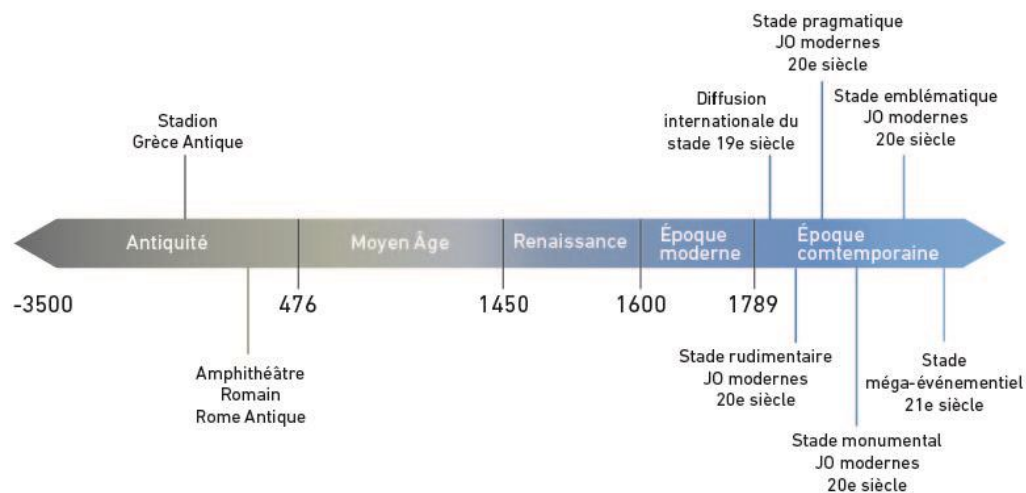 Stade pragmatique
JO modernes
20e siècle
Diffusion
internationale du
stade 19e siècle
Stade emblématique
JO modernes
20e siècle
Stadion
Grèce Antique
Antiquité
Moyen Âge
Renaissance
Époque
moderne
Époque
comtemporaine
-3500
476
1450
1600
1789
Amphithéâtre
Romain
Rome Antique
Stade rudimentaire
JO modernes
20e siècle
Stade
méga-événementiel
21e siècle
Stade monumental
JO modernes
20e siècle